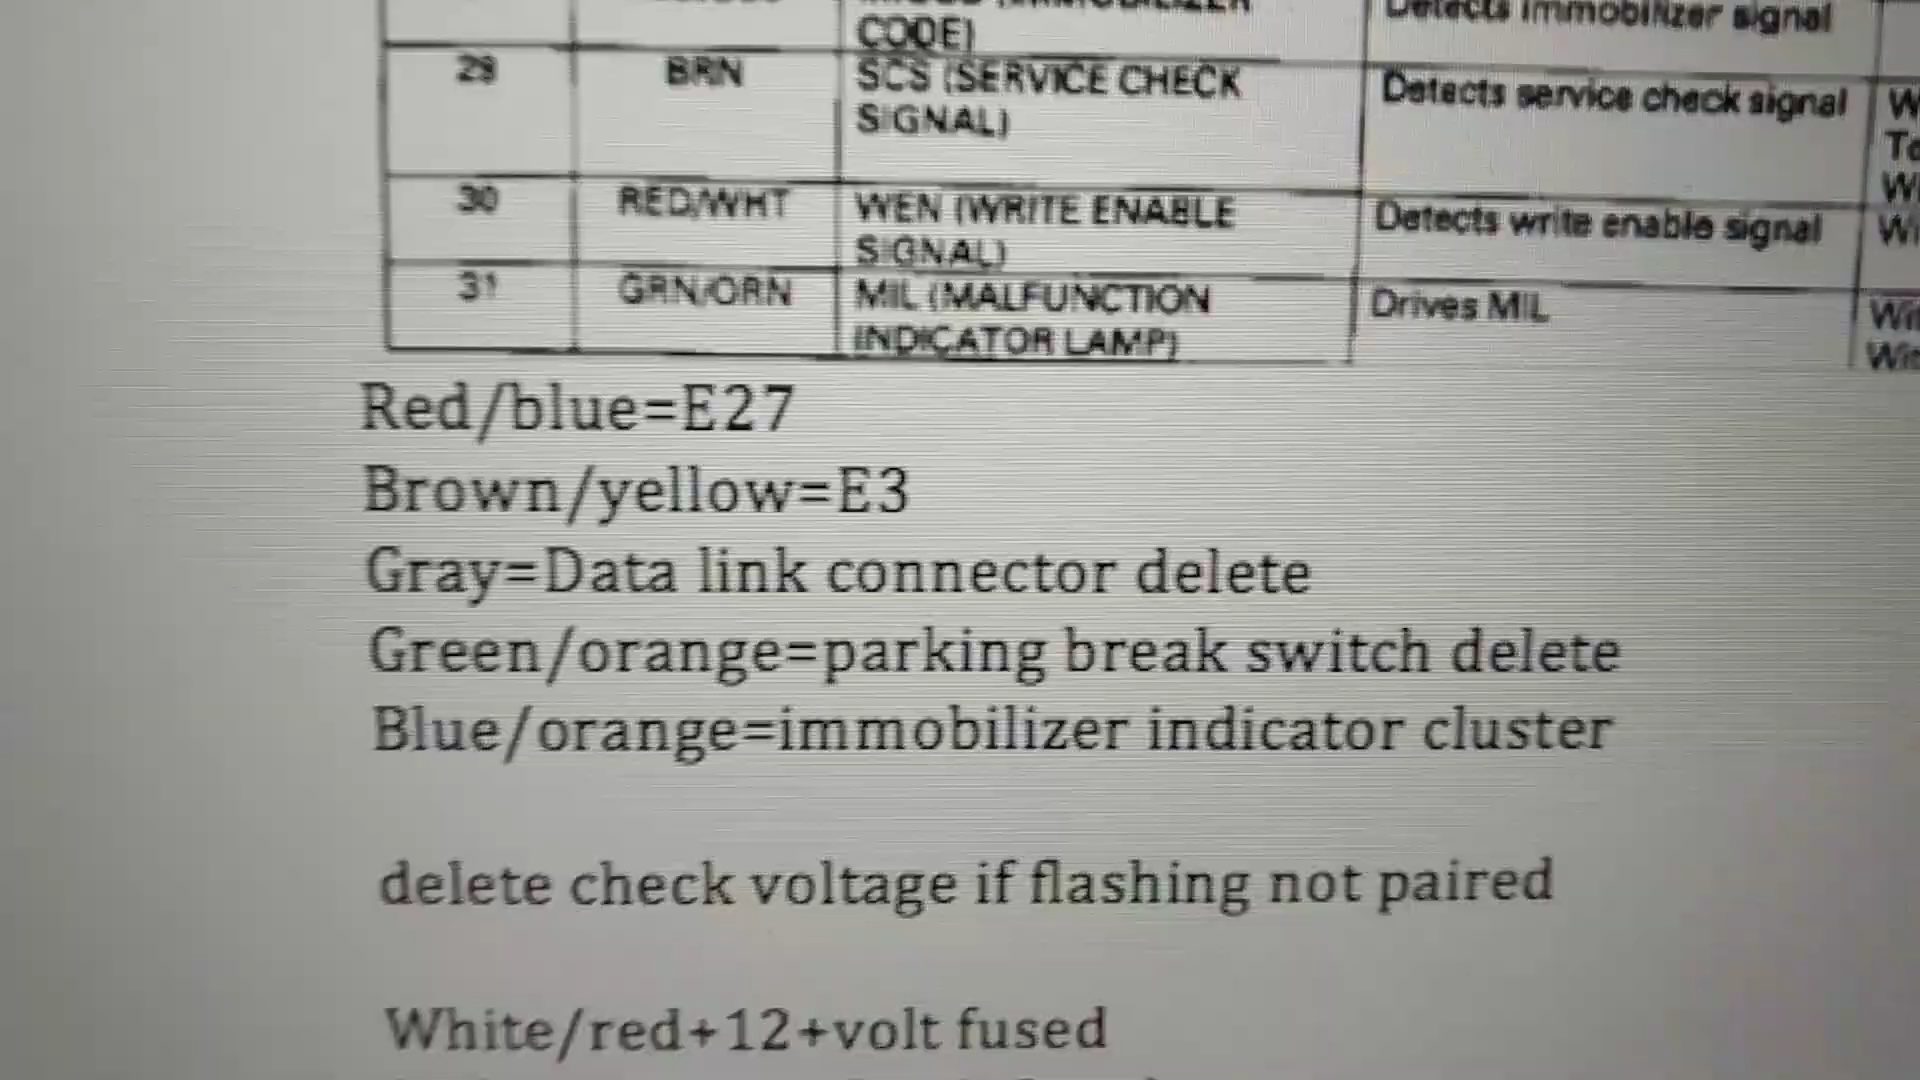 CODE)
Detects immobilizer signal
29 BRN SCS (SERVICE CHECK Detects service check signal
SIGNAL)
30 RED/WHT WEN (WRITE ENABLE Detects write enable signal
SIGNAL)
31 GRN/ORN MIL (MALFUNCTION Drives MIL
INDICATOR LAMP)
Red/blue=E27
Brown/yellow=E3
Gray=Data link connector delete
Green/orange=parking break switch delete
Blue/orange=immobilizer indicator cluster
delete check voltage if flashing not paired
White/red+12+volt fused